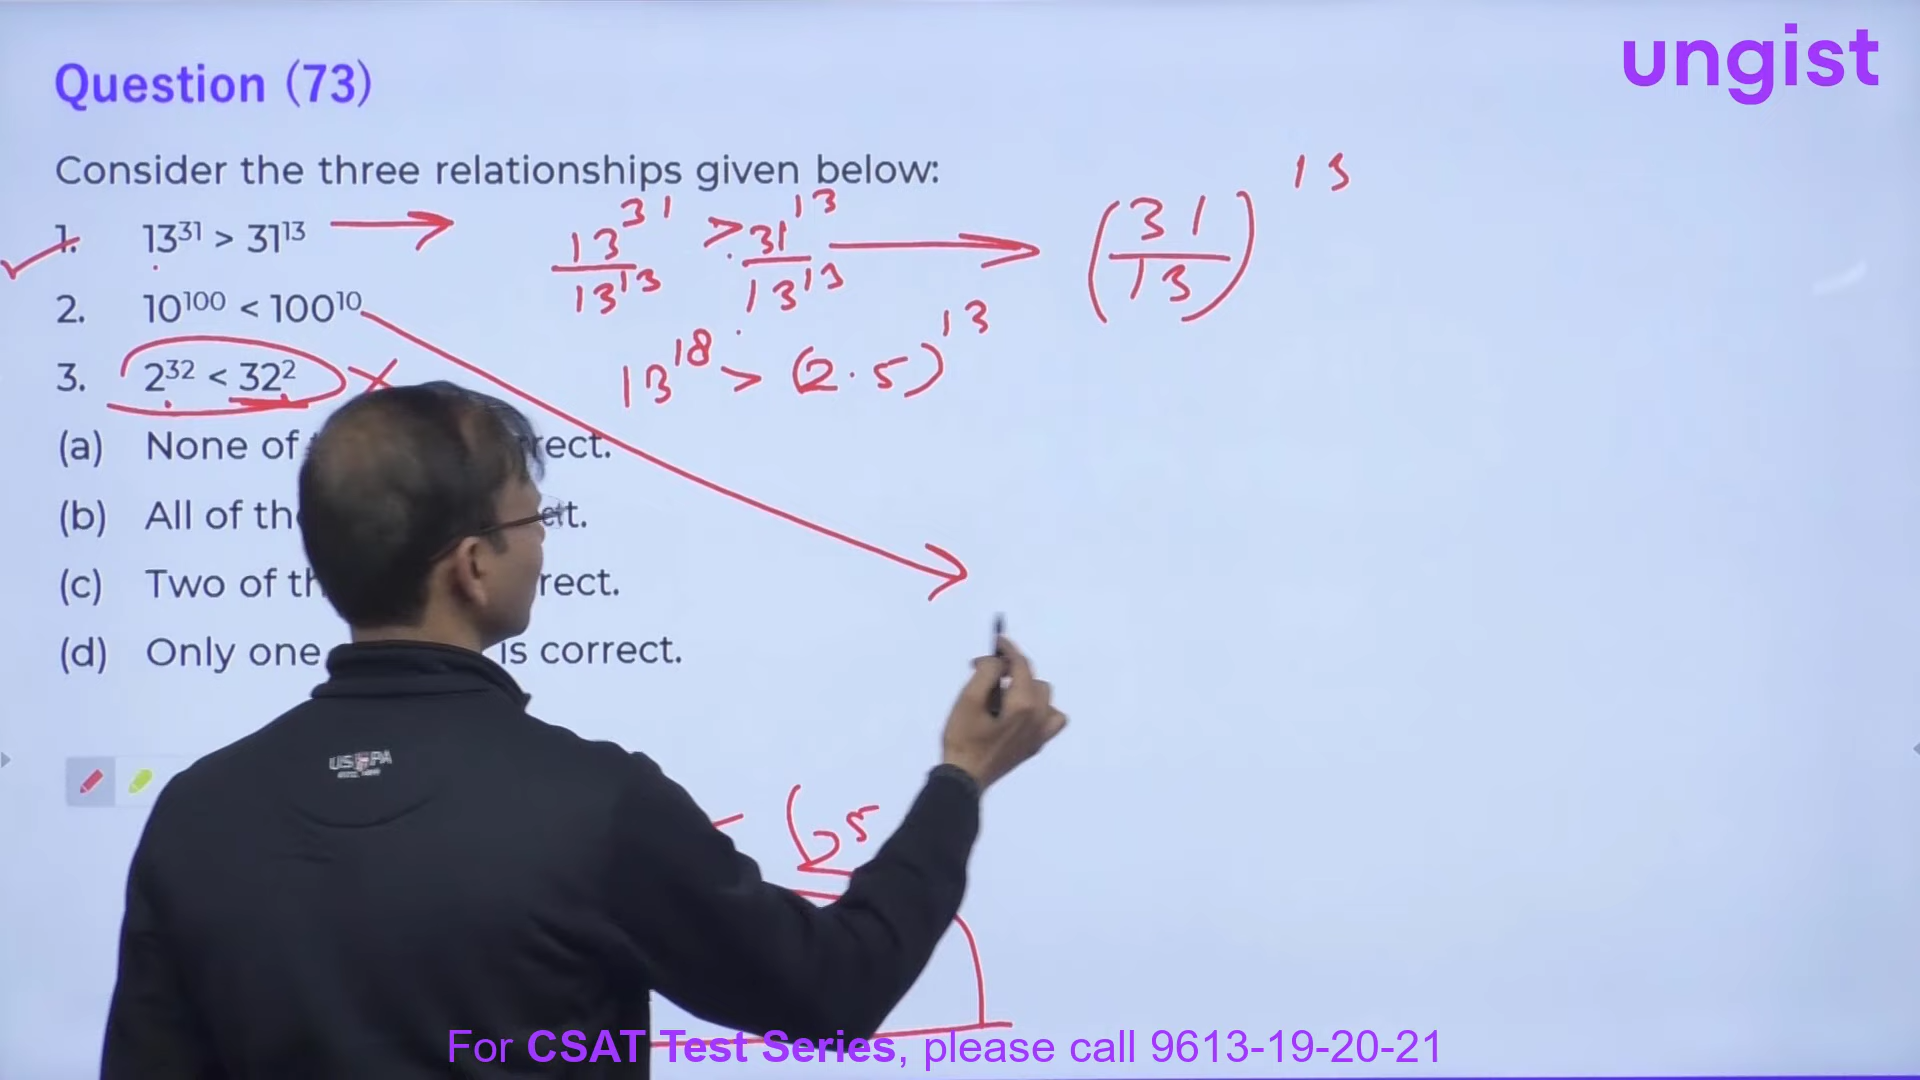 ungist
Question (73)
Consider the three relationships given below:
1. 13³¹ > 31¹³
13³¹/13¹³ > 31¹³/13¹³
(31/13)¹³
2. 10¹⁰⁰ < 100¹⁰
13¹⁸ > (2.5)¹³
3. 2³² < 32²
(a) None of rect.
(b) All of
(c) Two of rect.
(d) Only one is correct.
For CSAT Test Series, please call 9613-19-20-21